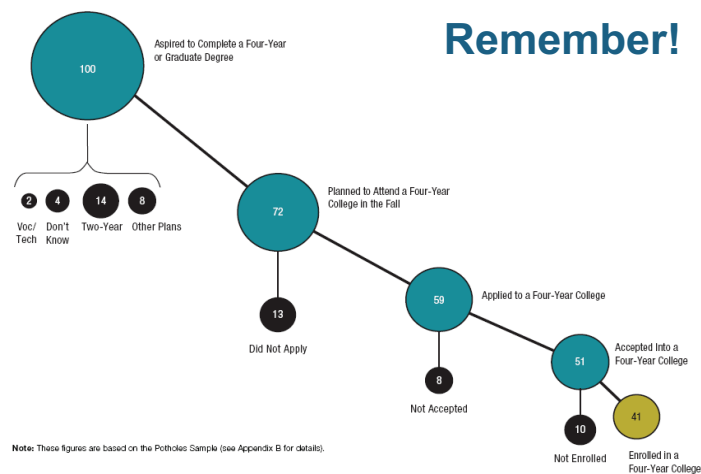 Remember!
100
Aspired to Complete a Four-Year
or Graduate Degree
2
4
14
8
Voc/
Tech
Don't
Know
Two-Year
Other Plans
72
Planned to Attend a Four-Year
College in the Fall
13
Did Not Apply
59
Applied to a Four-Year College
8
Not Accepted
51
Accepted Into a
Four-Year College
10
Not Enrolled
41
Enrolled in a
Four-Year College
Note: These figures are based on the Potholes Sample (see Appendix B for details).